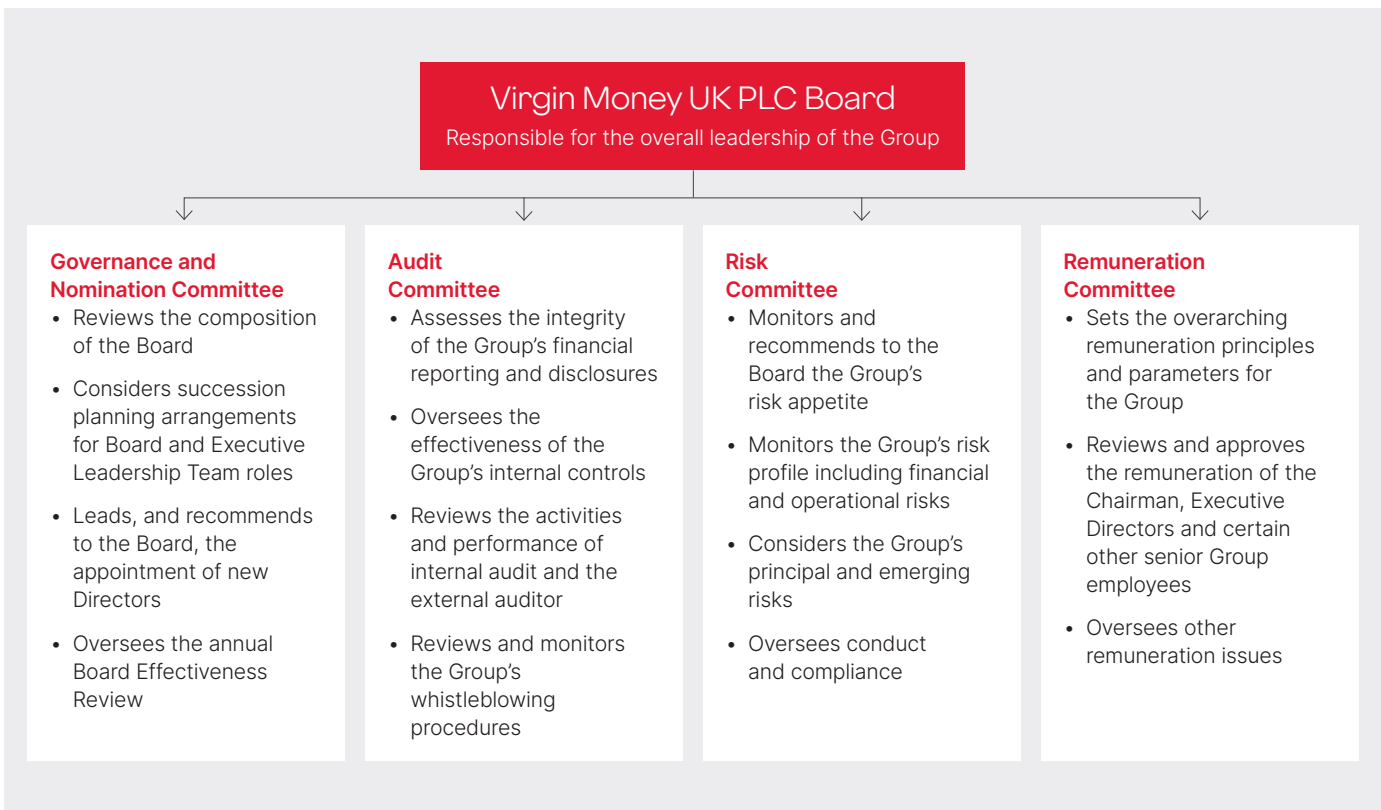 Virgin Money UK PLC Board
Responsible for the overall leadership of the Group
Governance and
Nomination Committee
• Reviews the composition
of the Board
• Considers succession
planning arrangements
for Board and Executive
Leadership Team roles
• Leads, and recommends
to the Board, the
appointment of new
Directors
• Oversees the annual
Board Effectiveness
Review
Audit
Committee
• Assesses the integrity
of the Group’s financial
reporting and disclosures
• Oversees the
effectiveness of the
Group’s internal controls
• Reviews the activities
and performance of
internal audit and the
external auditor
• Reviews and monitors
the Group’s
whistleblowing
procedures
Risk
Committee
• Monitors and
recommends to the
Board the Group’s
risk appetite
• Monitors the Group’s risk
profile including financial
and operational risks
• Considers the Group’s
principal and emerging
risks
• Oversees conduct
and compliance
Remuneration
Committee
• Sets the overarching
remuneration principles
and parameters for
the Group
• Reviews and approves
the remuneration of the
Chairman, Executive
Directors and certain
other senior Group
employees
• Oversees other
remuneration issues